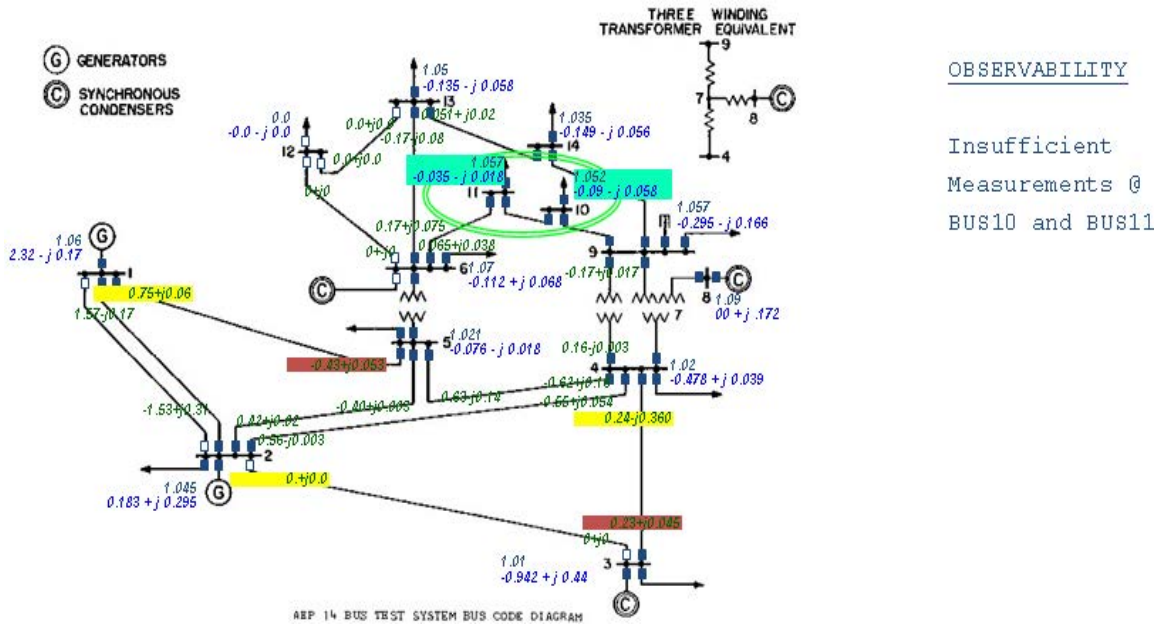 THREE WINDING
TRANSFORMER EQUIVALENT
9
7
8
C
4
G GENERATORS
C SYNCHRONOUS
CONDENSERS
OBSERVABILITY
Insufficient
Measurements @
BUS10 and BUS11
1.05
-0.135 - j 0.058
13
0.051 + j0.02
0.0+j0.0
-0.17-j0.08
0.0
-0.0 - j 0.0
12
0.0+j0.0
0+j0
1.035
-0.149 - j 0.056
14
1.057
-0.035 - j 0.018
11
1.052
-0.09 - j 0.058
10
1.057
-0.295 - j 0.166
9
0.17+j0.075
0.065+j0.038
0+j0
6
1.07
-0.112 + j 0.068
C
-0.17+j0.017
7
8
C
1.09
00 + j .172
1.06
2.32 - j 0.17
G
1
0.75+j0.06
1.57-j0.17
1.021
-0.076 - j 0.018
5
-0.43+j0.053
0.16-j0.003
4
1.02
-0.478 + j 0.039
-0.62+j0.16
0.63-j0.14
-0.40+j0.003
-0.55+j0.054
0.24-j0.360
-1.53+j0.31
0.42+j0.02
0.56-j0.003
2
0.+j0.0
1.045
0.183 + j 0.295
G
0.23+j0.045
0+j0
3
1.01
-0.942 + j 0.44
C
AEP 14 BUS TEST SYSTEM BUS CODE DIAGRAM